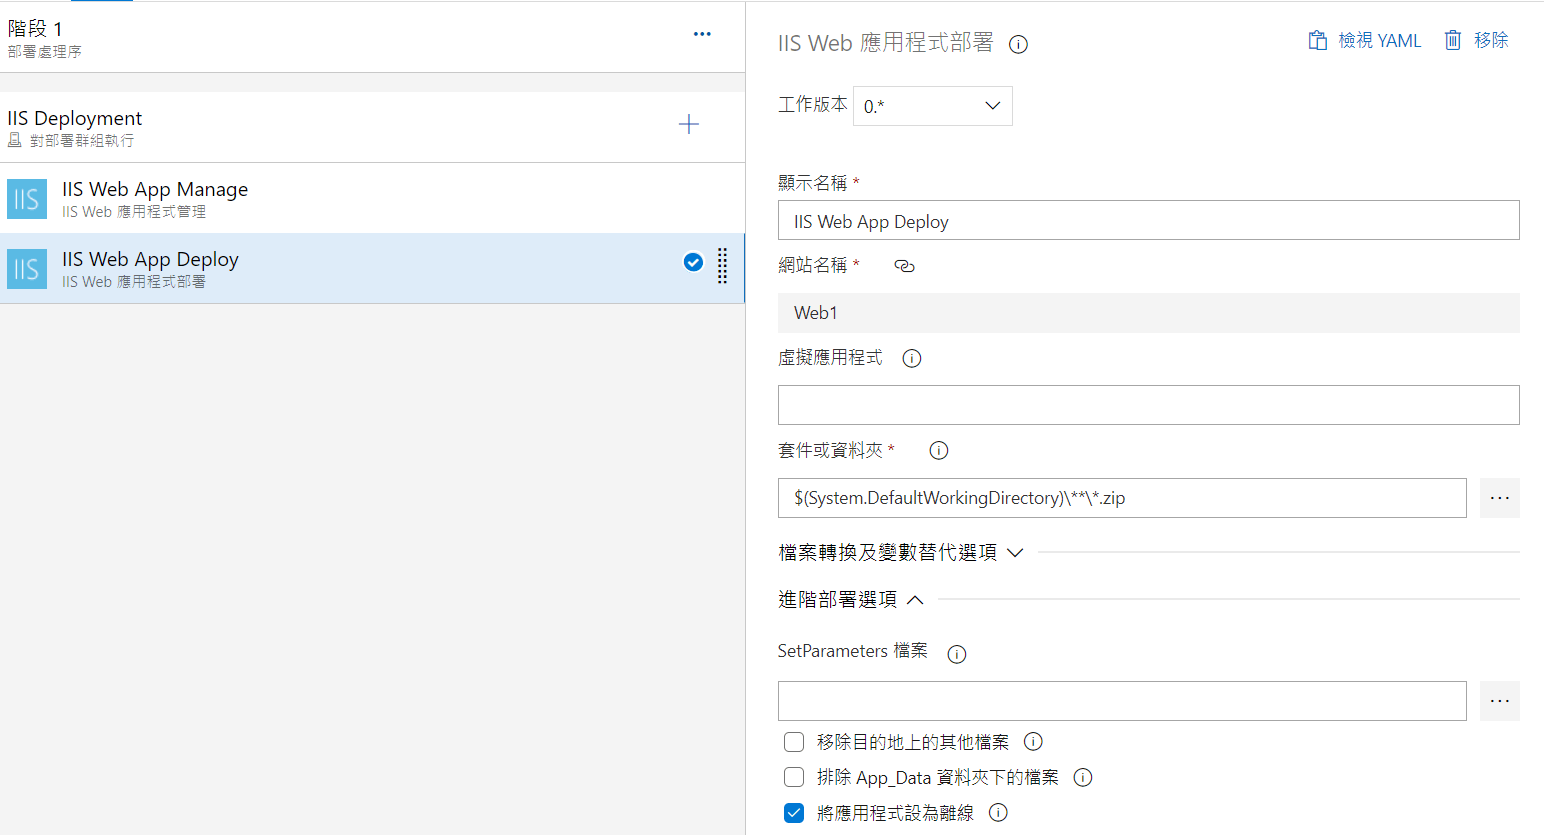 階段 1
部署處理序
IIS Deployment
對部署群組執行
IIS
IIS Web App Manage
IIS Web 應用程式管理
IIS
IIS Web App Deploy
IIS Web 應用程式部署
IIS Web 應用程式部署
檢視 YAML
移除
工作版本
0.*
顯示名稱 *
IIS Web App Deploy
網站名稱 *
Web1
虛擬應用程式
套件或資料夾 *
$(System.DefaultWorkingDirectory)\**\*.zip
檔案轉換及變數替代選項
進階部署選項
SetParameters 檔案
移除目的地上的其他檔案
排除 App_Data 資料夾下的檔案
將應用程式設為離線